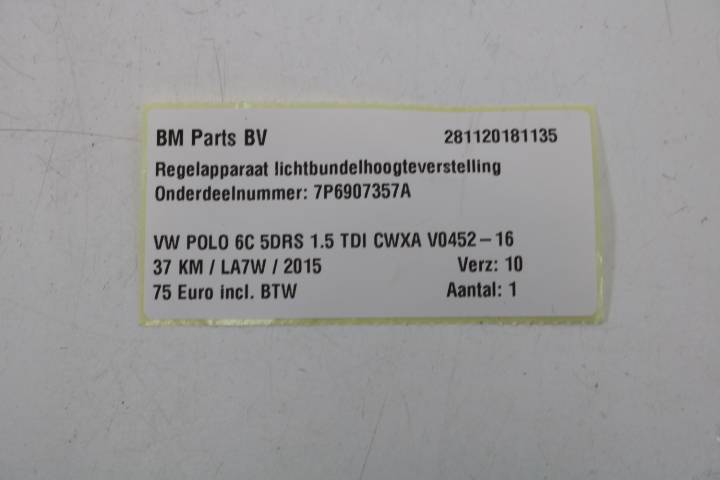 BM Parts BV 281120181135
Regelapparaat lichtbundelhoogteverstelling
Onderdeelnummer: 7P6907357A
VW POLO 6C 5DRS 1.5 TDI CWXA V0452-16
37 KM / LA7W / 2015 Verz: 10
75 Euro incl. BTW Aantal: 1